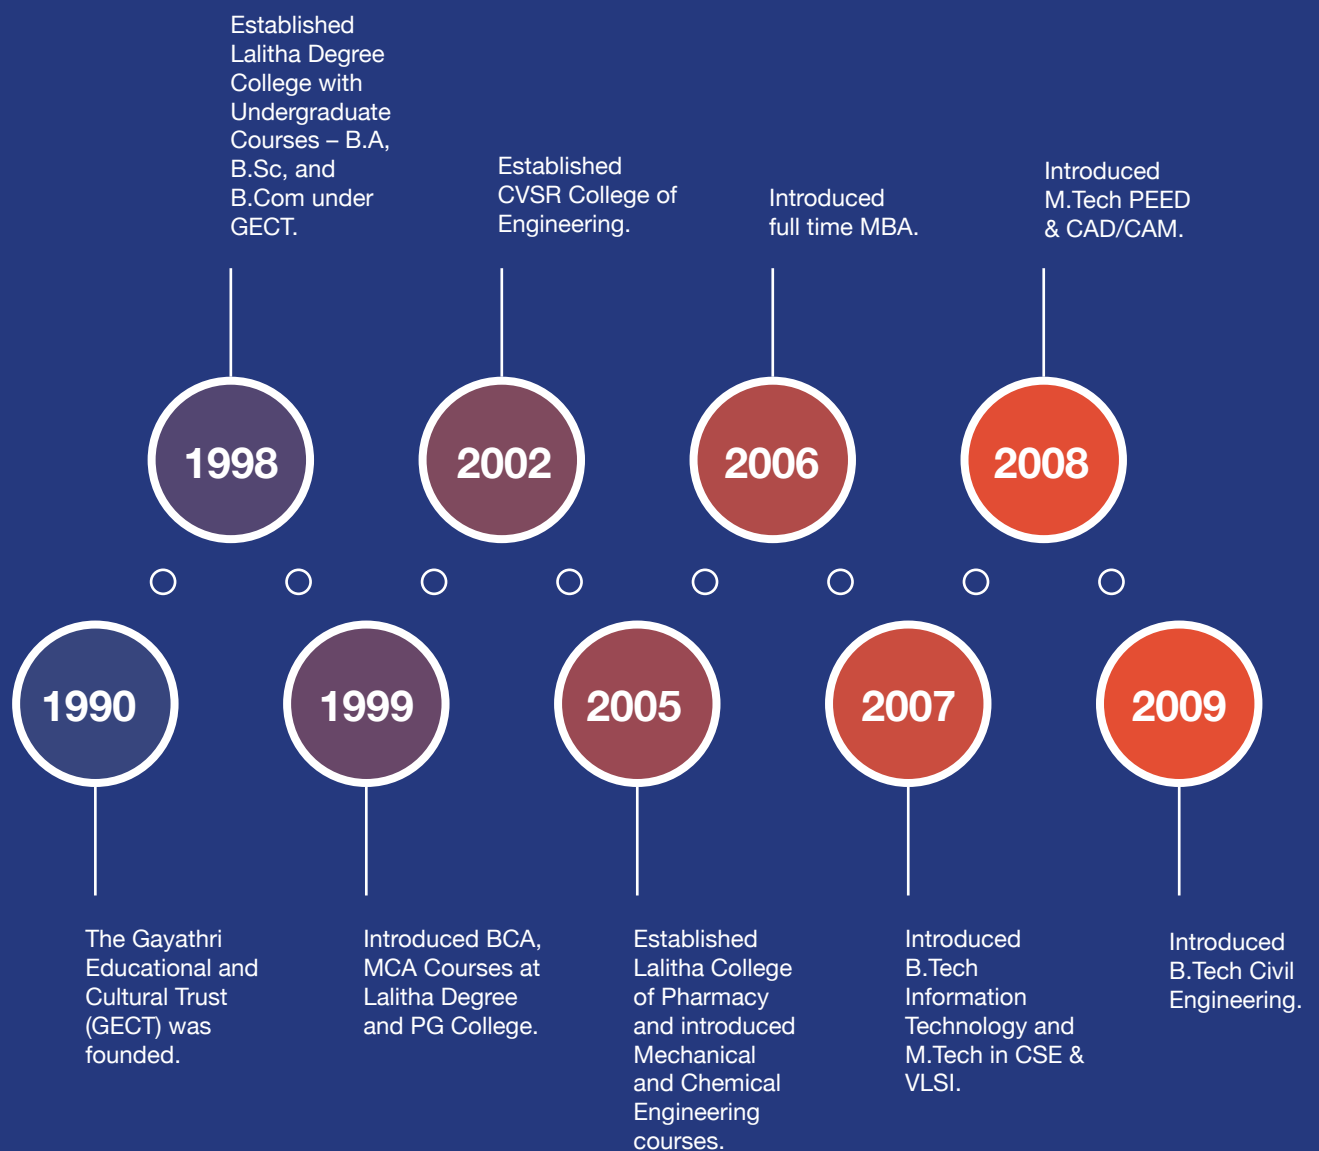 Established
Lalitha Degree
College with
Undergraduate
Courses – B.A,
B.Sc, and
B.Com under
GECT.
Established
CVSR College of
Engineering.
Introduced
full time MBA.
Introduced
M.Tech PEED
& CAD/CAM.
1998
2002
2006
2008
1990
1999
2005
2007
2009
The Gayathri
Educational and
Cultural Trust
(GECT) was
founded.
Introduced BCA,
MCA Courses at
Lalitha Degree
and PG College.
Established
Lalitha College
of Pharmacy
and introduced
Mechanical
and Chemical
Engineering
courses.
Introduced
B.Tech
Information
Technology and
M.Tech in CSE &
VLSI.
Introduced
B.Tech Civil
Engineering.